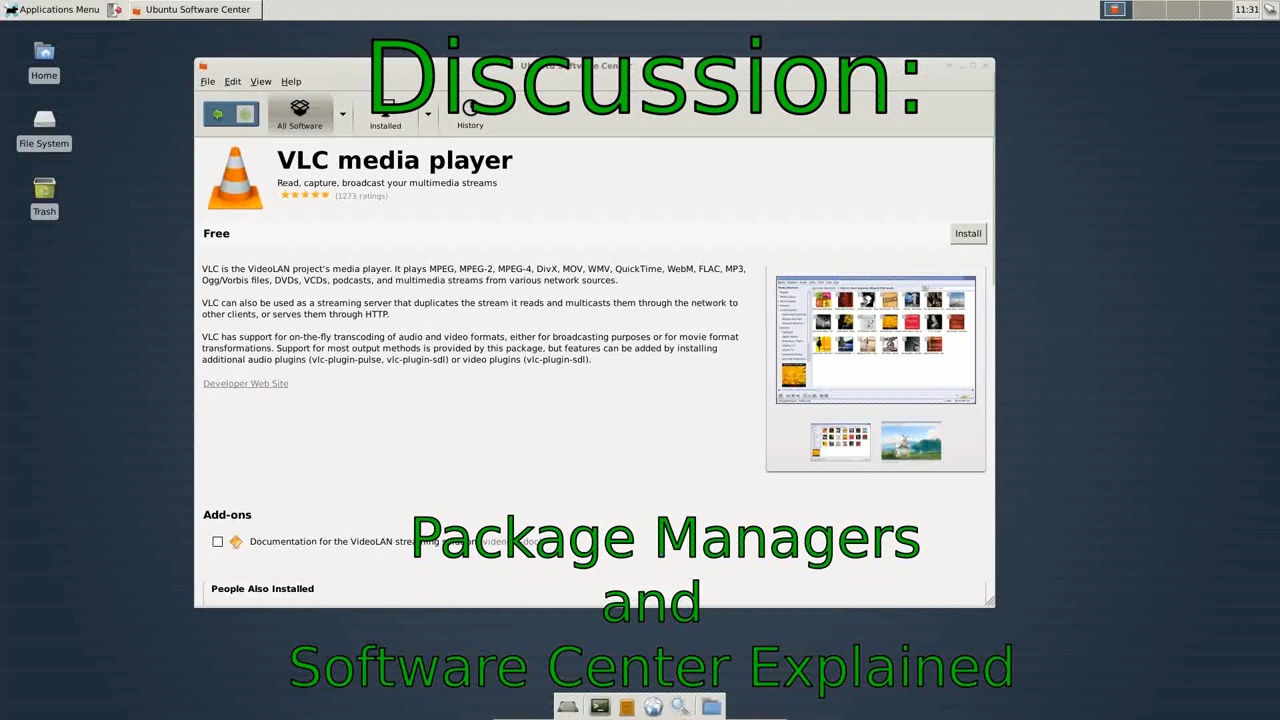 Applications Menu
Ubuntu Software Center
11:31
Home
File System
Trash
Discussion:
File Edit View Help
All Software
Installed
History
VLC media player
Read, capture, broadcast your multimedia streams
(1273 ratings)
Free
Install
VLC is the VideoLAN project's media player. It plays MPEG, MPEG-2, MPEG-4, DivX, MOV, WMV, QuickTime, WebM, FLAC, MP3,
Ogg/Vorbis files, DVDs, VCDs, podcasts, and multimedia streams from various network sources.
VLC can also be used as a streaming server that duplicates the stream it reads and multicasts them through the network to
other clients, or serves them through HTTP.
VLC has support for on-the-fly transcoding of audio and video formats, either for broadcasting purposes or for movie format
transformations. Support for most output methods is provided by this package, but features can be added by installing
additional audio plugins (vlc-plugin-pulse, vlc-plugin-sdl) or video plugins (vlc-plugin-sdl).
Developer Web Site
Add-ons
Documentation for the VideoLAN streaming
People Also Installed
Package Managers
and
Software Center Explained